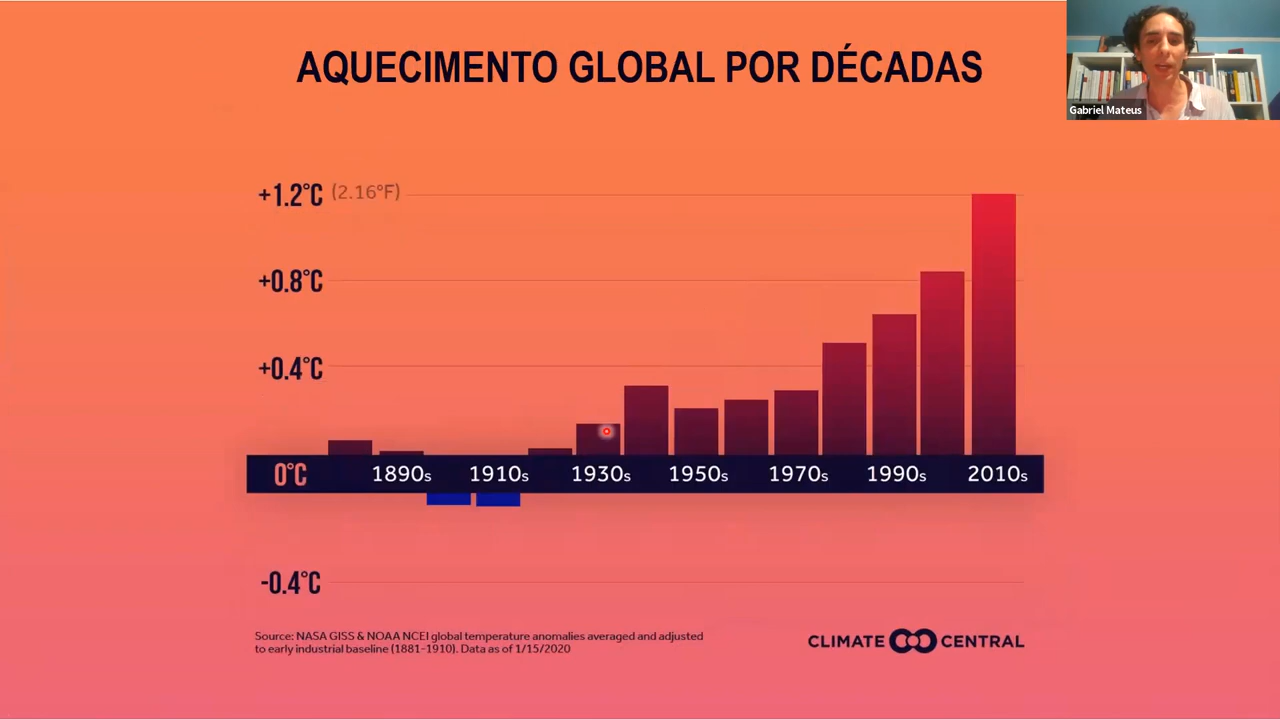 AQUECIMENTO GLOBAL POR DÉCADAS
Gabriel Mateus
+1.2°C (2.16°F)
+0.8°C
+0.4°C
0°C 1890s 1910s 1930s 1950s 1970s 1990s 2010s
-0.4°C
Source: NASA GISS & NOAA NCEI global temperature anomalies averaged and adjusted
to early industrial baseline (1881-1910). Data as of 1/15/2020
CLIMATE CENTRAL